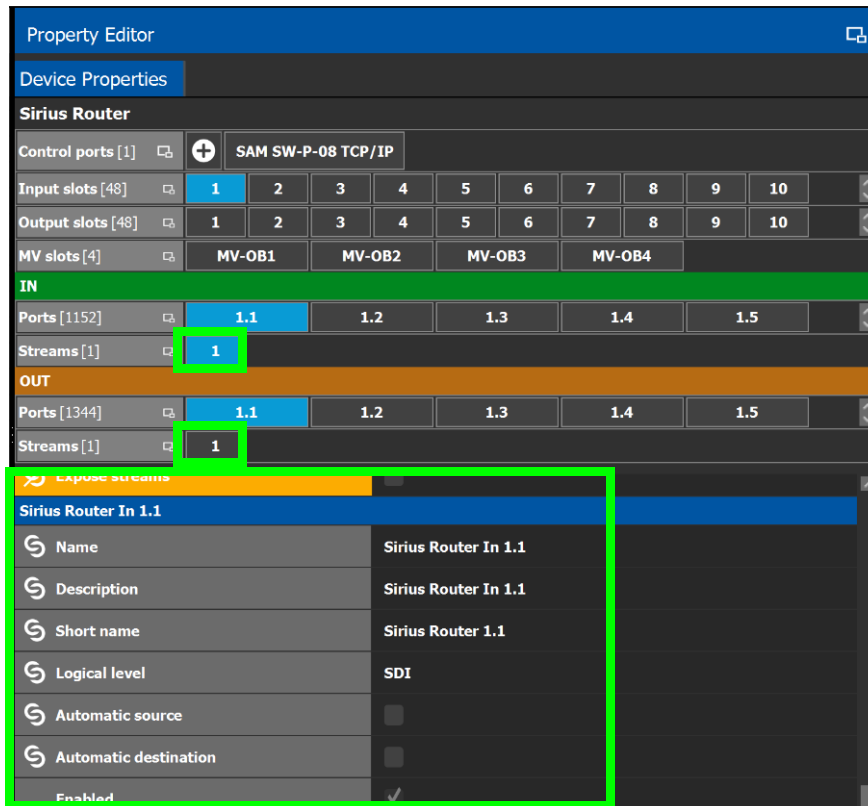 Property Editor
Device Properties
Sirius Router
Control ports [1] SAM SW-P-08 TCP/IP
Input slots [48] 1 2 3 4 5 6 7 8 9 10
Output slots [48] 1 2 3 4 5 6 7 8 9 10
MV slots [4] MV-OB1 MV-OB2 MV-OB3 MV-OB4
IN
Ports [1152] 1.1 1.2 1.3 1.4 1.5
Streams [1] 1
OUT
Ports [1344] 1.1 1.2 1.3 1.4 1.5
Streams [1] 1
Expose streams
Sirius Router In 1.1
Name Sirius Router In 1.1
Description Sirius Router In 1.1
Short name Sirius Router 1.1
Logical level SDI
Automatic source
Automatic destination
Enabled